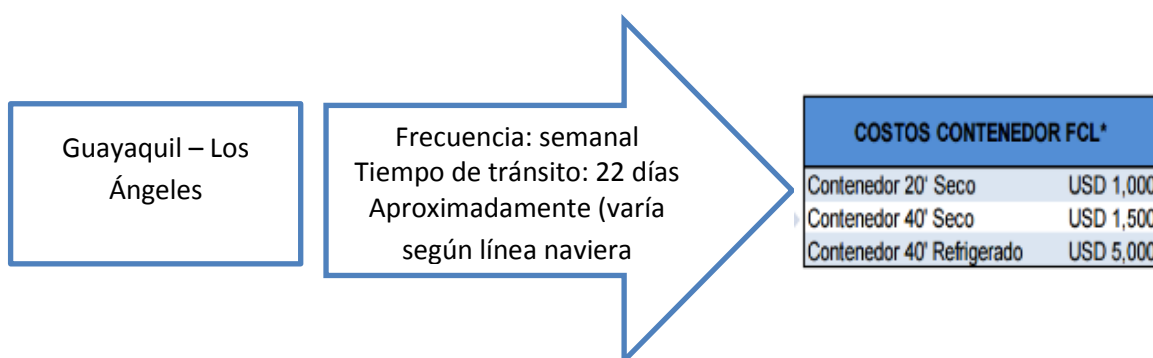 Guayaquil – Los
Ángeles
Frecuencia: semanal
Tiempo de tránsito: 22 días
Aproximadamente (varía
según línea naviera
COSTOS CONTENEDOR FCL*
Contenedor 20' Seco USD 1,000
Contenedor 40' Seco USD 1,500
Contenedor 40' Refrigerado USD 5,000